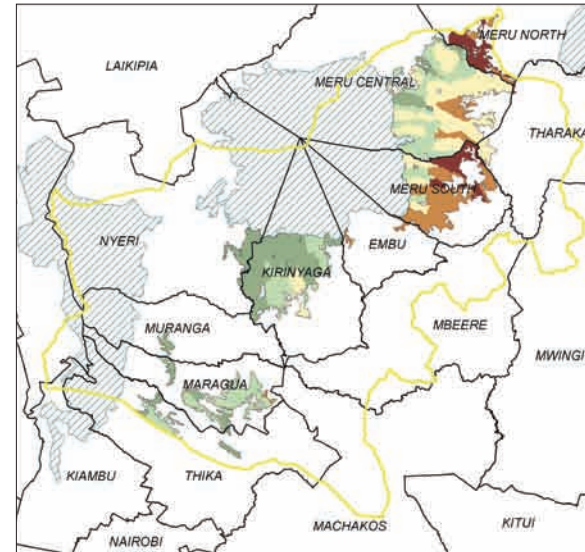 MERU NORTH
LAIKIPIA
MERU CENTRAL
THARAKA
MERU SOUTH
NYERI
EMBU
KIRINYAGA
MURANGA
MBEERE
MWINGI
MARAGUA
KIAMBU
THIKA
MACHAKOS
KITUI
NAIROBI